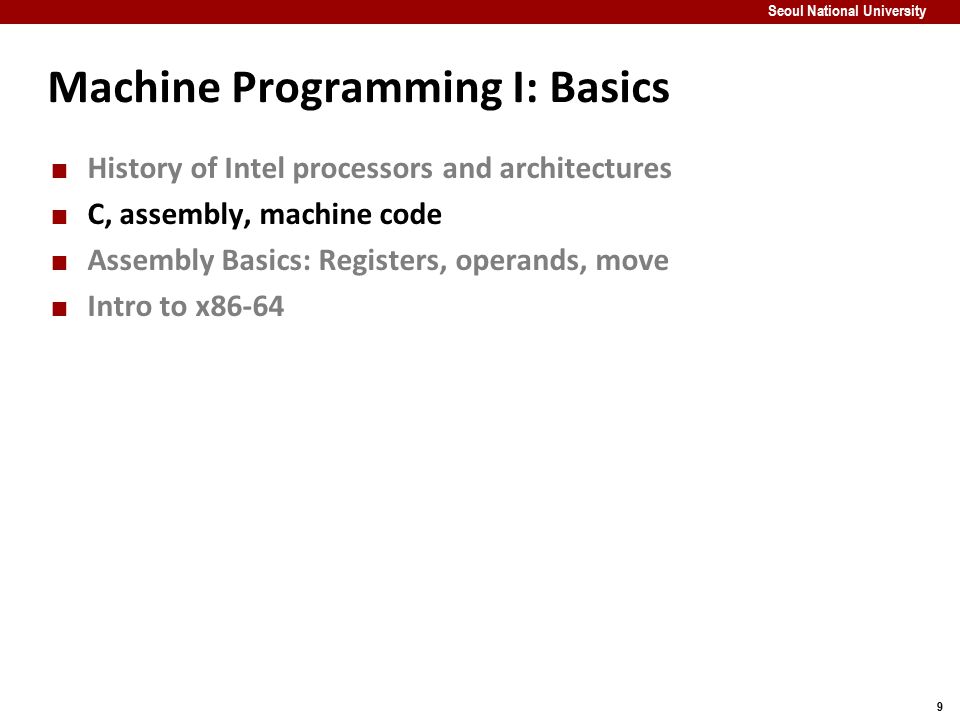 Seoul National University
Machine Programming I: Basics
■ History of Intel processors and architectures
■ C, assembly, machine code
■ Assembly Basics: Registers, operands, move
■ Intro to x86-64
9